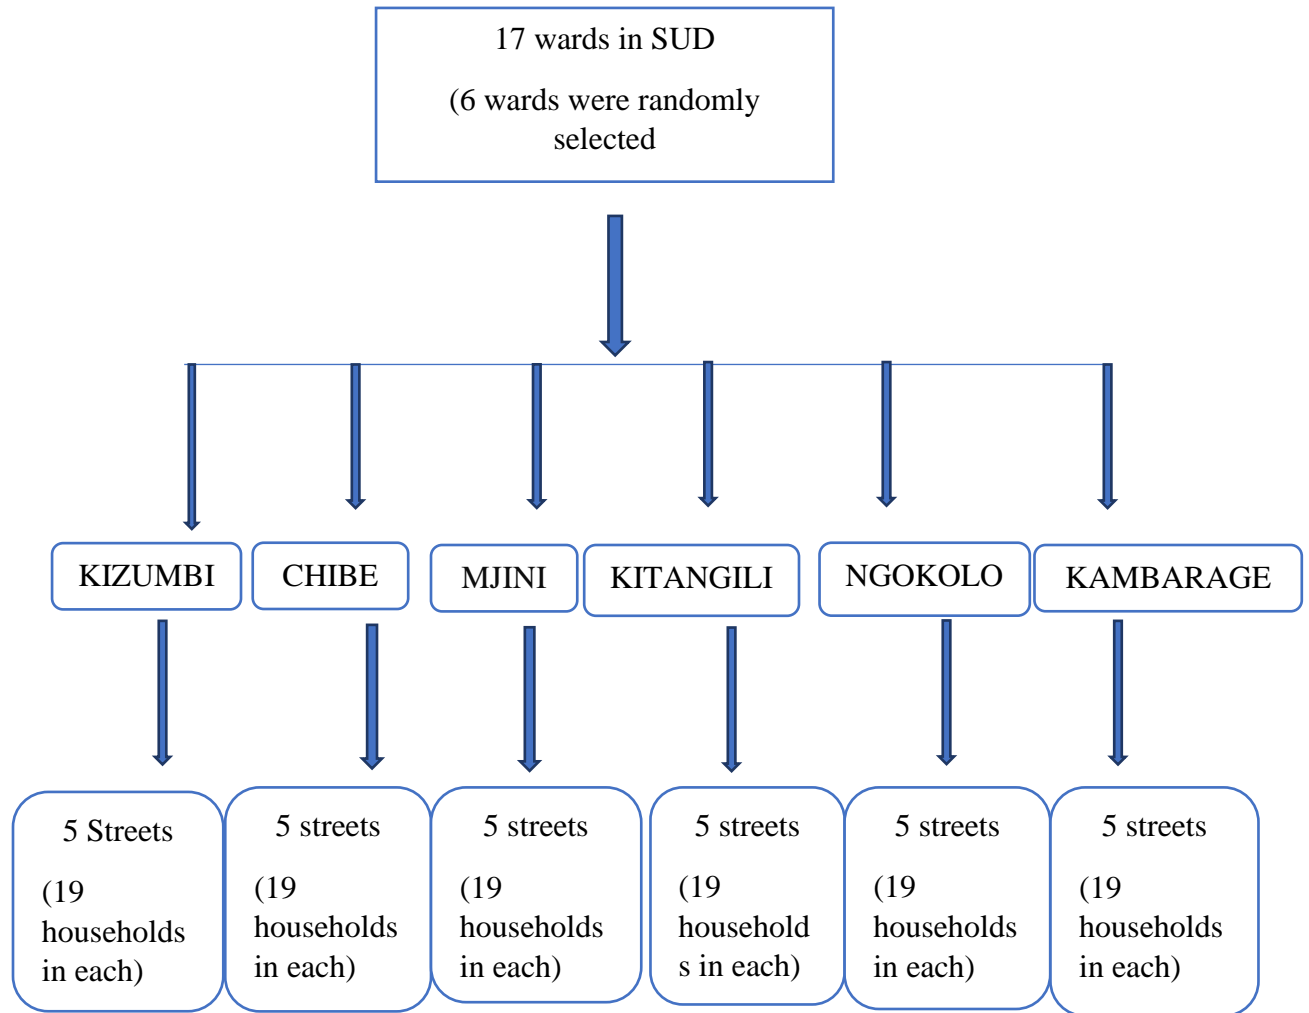 17 wards in SUD
(6 wards were randomly
selected
KIZUMBI
CHIBE
MJINI
KITANGILI
NGOKOLO
KAMBARAGE
5 Streets
(19
households
in each)
5 streets
(19
households
in each)
5 streets
(19
households
in each)
5 streets
(19
household
s in each)
5 streets
(19
households
in each)
5 streets
(19
households
in each)